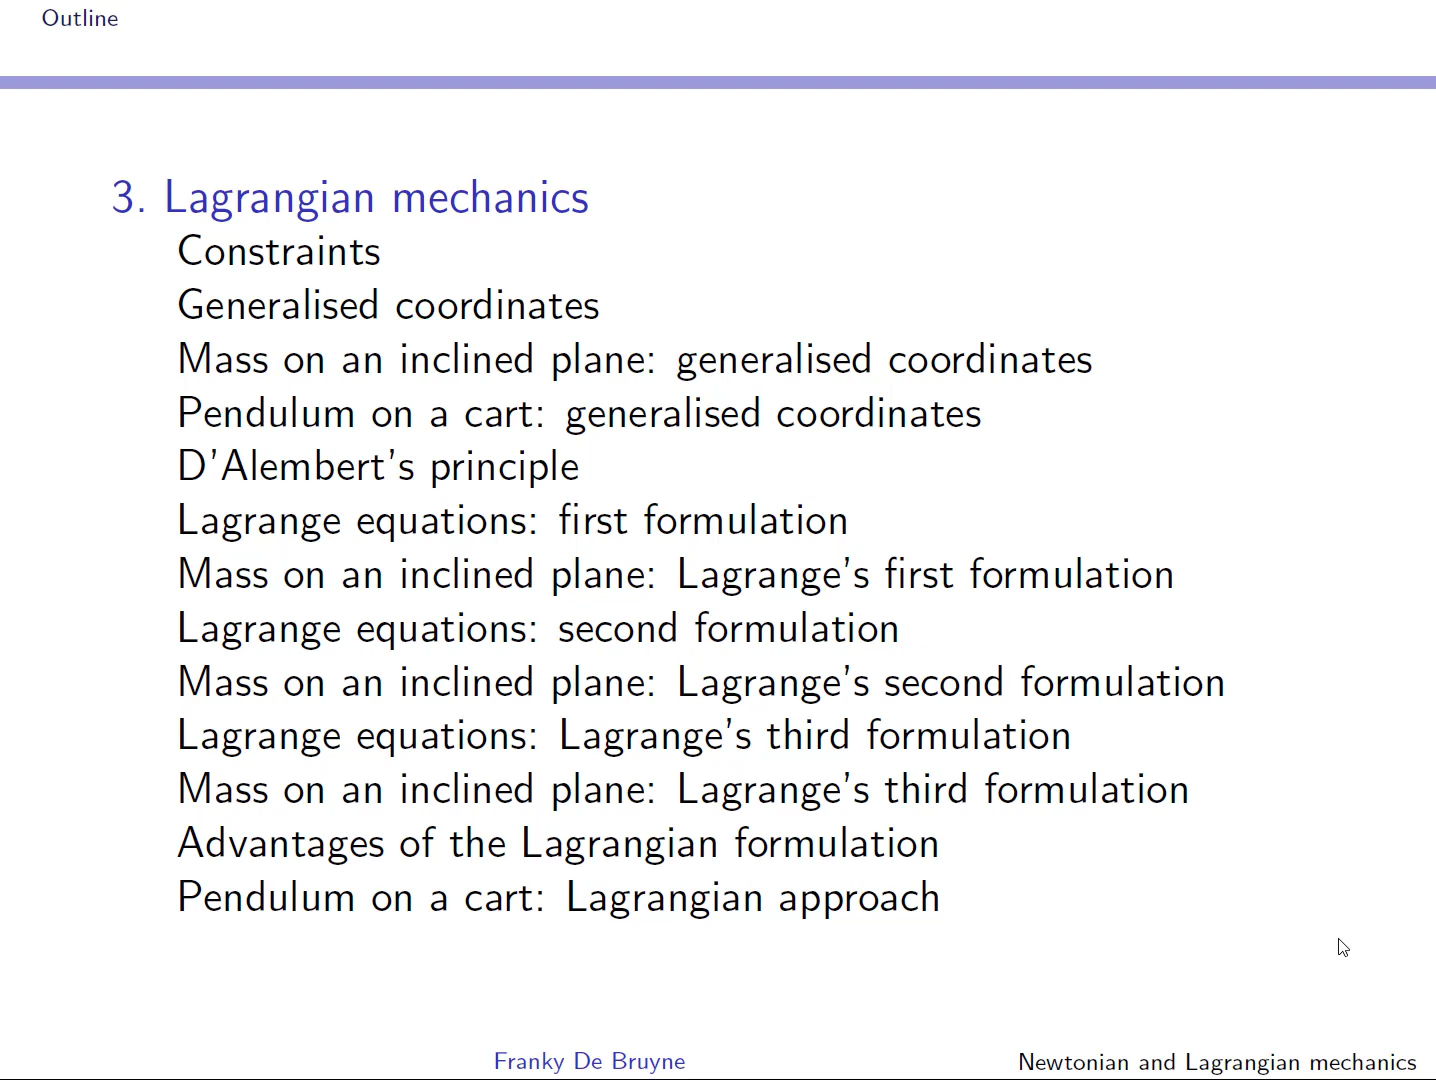 Outline
3. Lagrangian mechanics
Constraints
Generalised coordinates
Mass on an inclined plane: generalised coordinates
Pendulum on a cart: generalised coordinates
D'Alembert's principle
Lagrange equations: first formulation
Mass on an inclined plane: Lagrange's first formulation
Lagrange equations: second formulation
Mass on an inclined plane: Lagrange's second formulation
Lagrange equations: Lagrange's third formulation
Mass on an inclined plane: Lagrange's third formulation
Advantages of the Lagrangian formulation
Pendulum on a cart: Lagrangian approach
Franky De Bruyne
Newtonian and Lagrangian mechanics